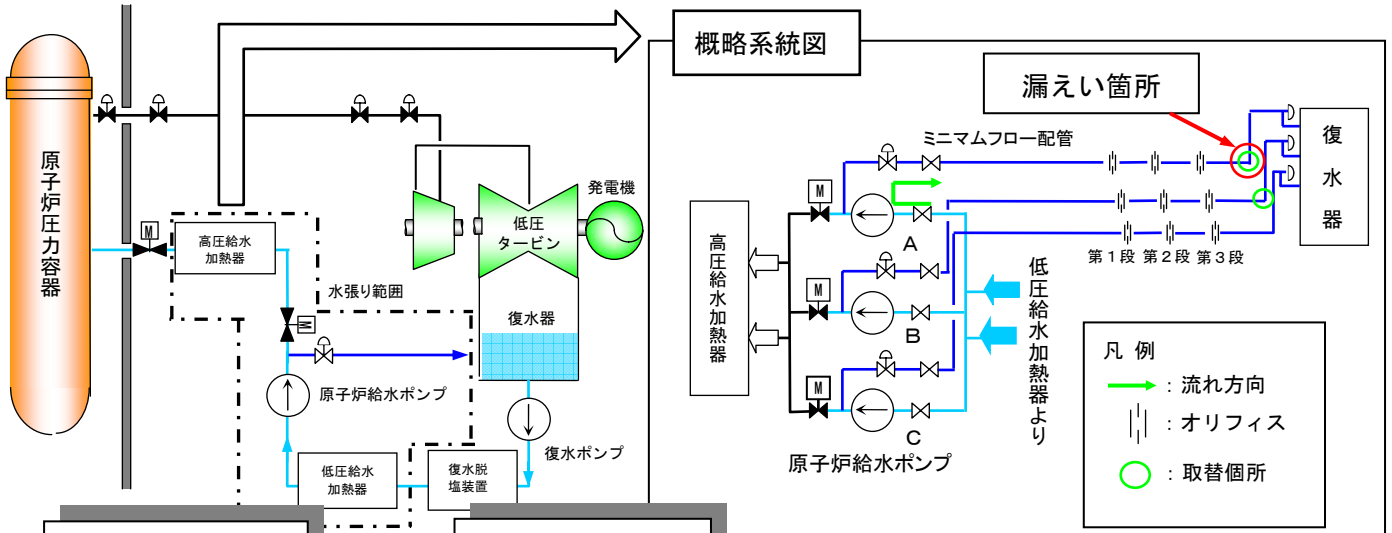 概略系統図
漏えい箇所
原子炉圧力容器
M
高圧給水
加熱器
水張り範囲
M
原子炉給水ポンプ
低圧給水
加熱器
復水脱
塩装置
復水ポンプ
復水器
低圧
タービン
発電機
ミニマムフロー配管
復水器
M
A
M
B
M
C
高圧給水加熱器
原子炉給水ポンプ
低圧給水加熱器より
第1段 第2段 第3段
凡 例
：流れ方向
：オリフィス
：取替個所